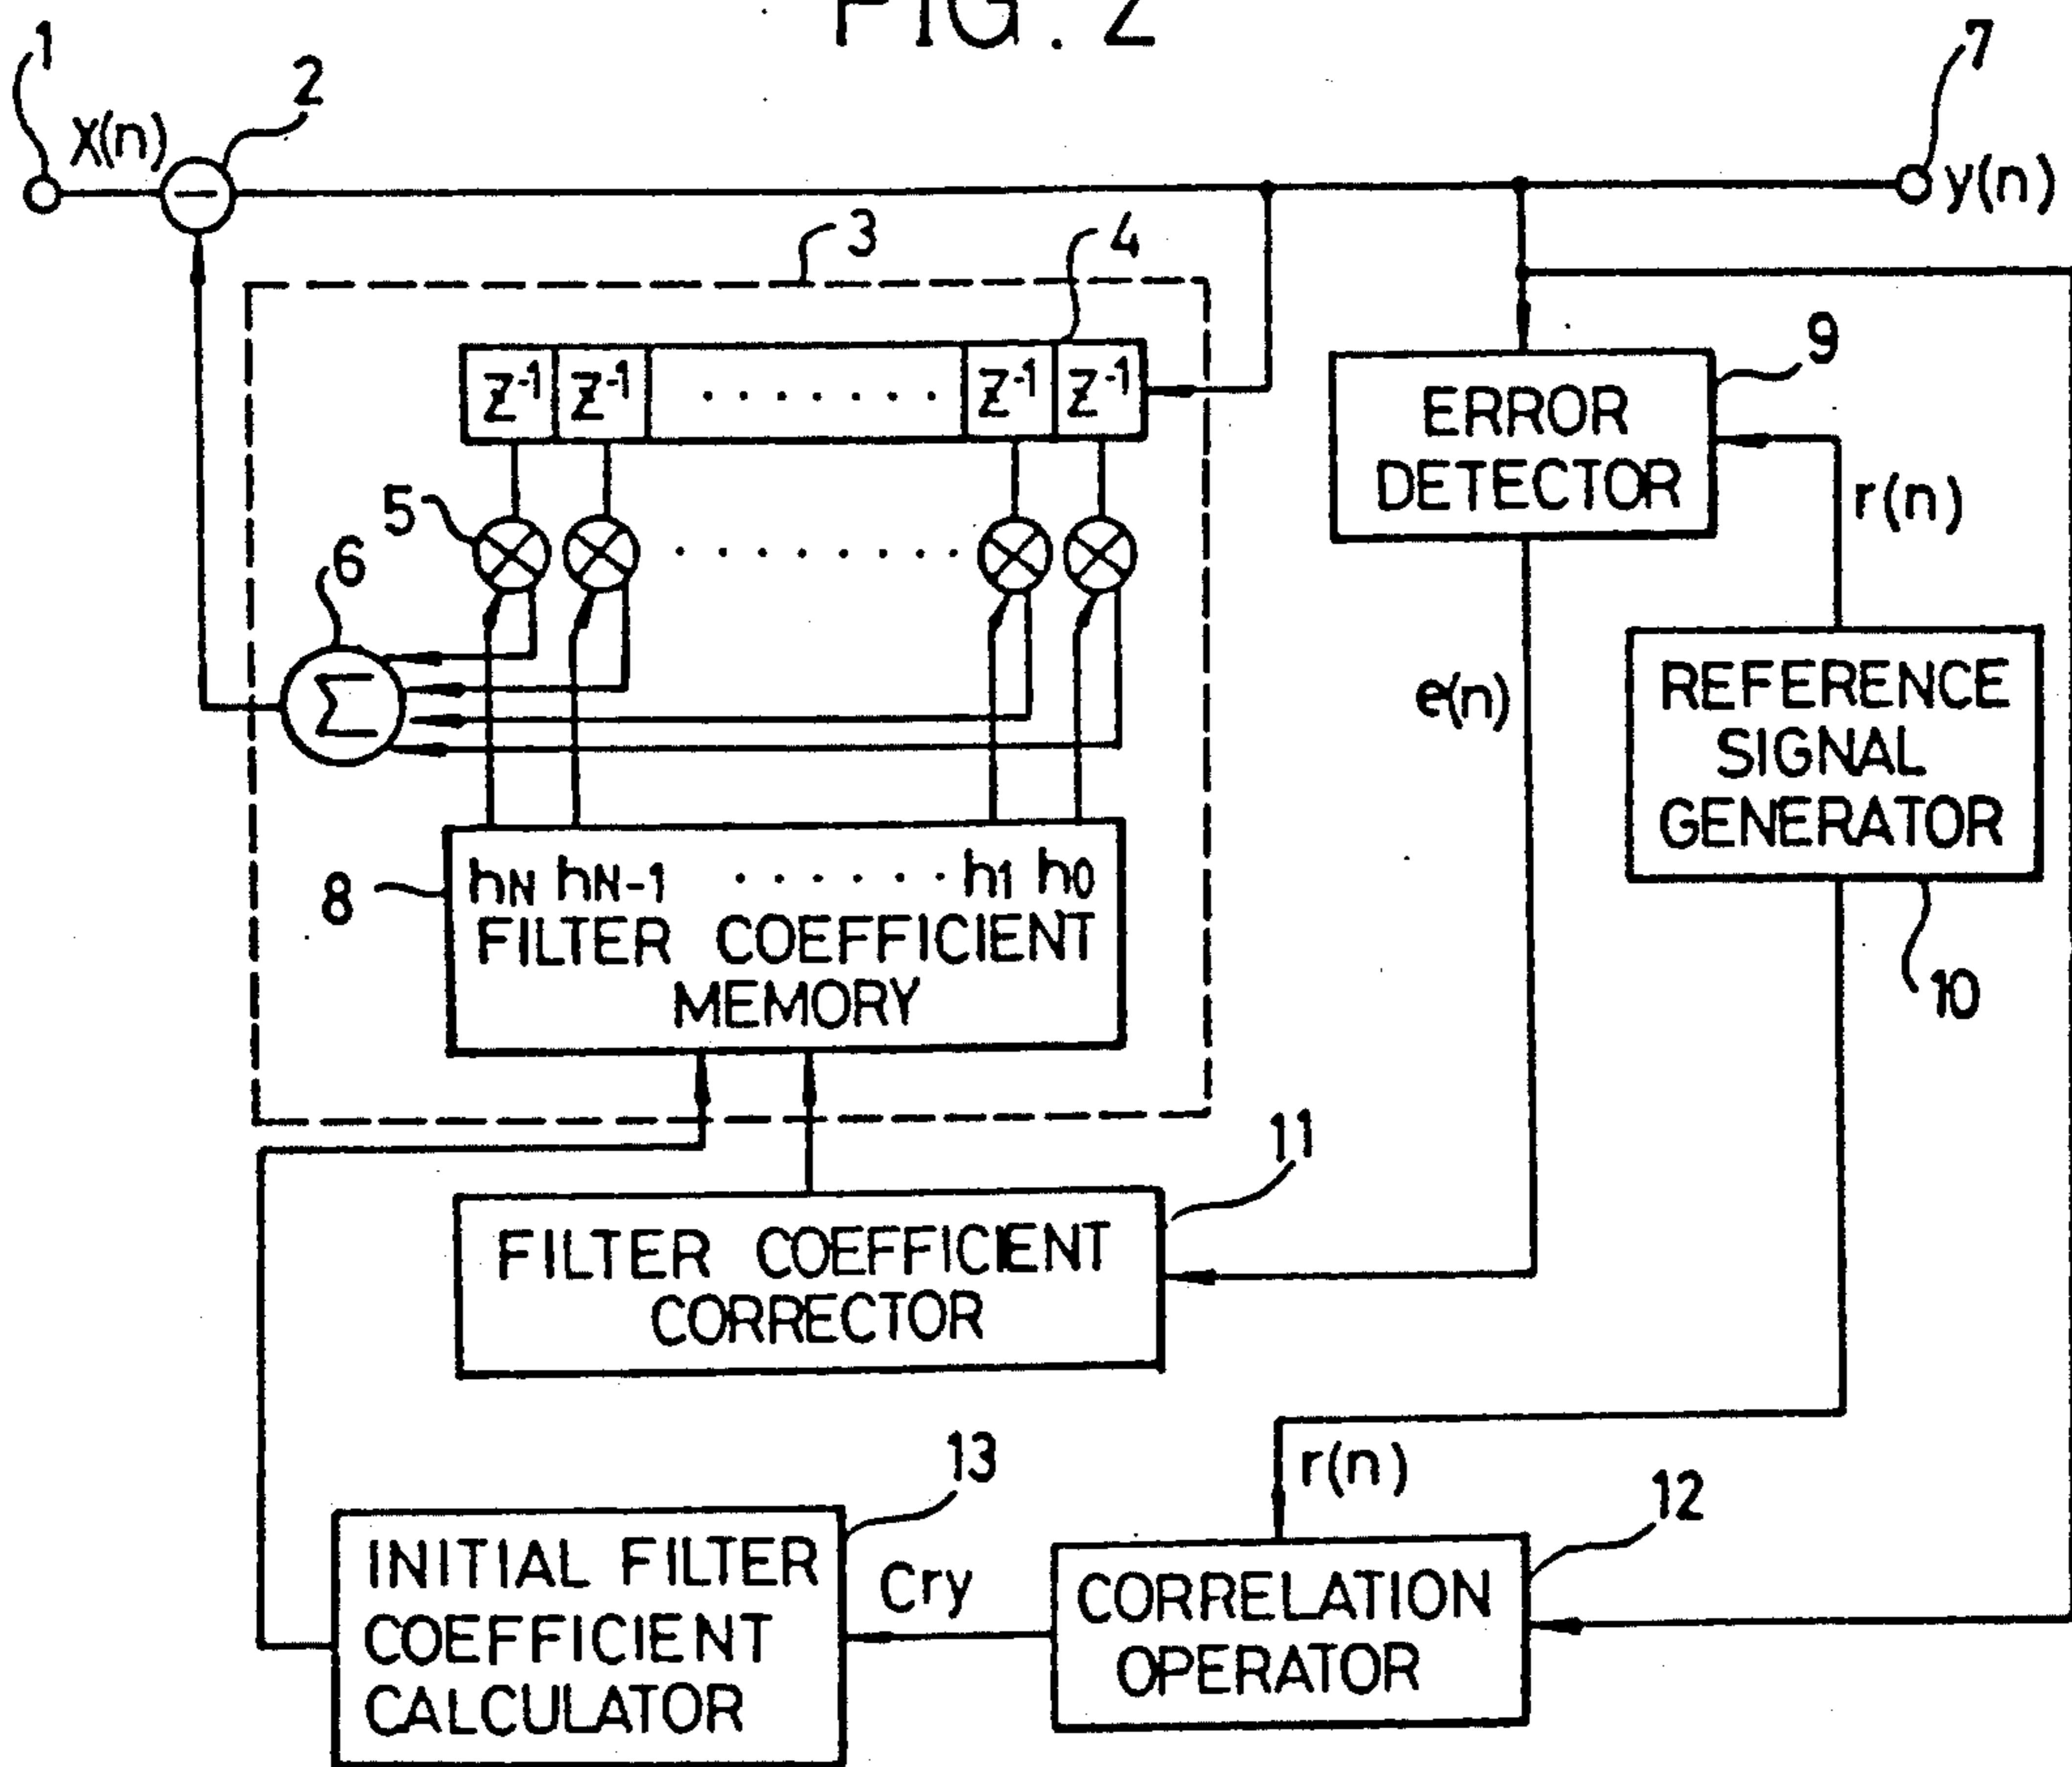 FIG. 2
1
2
7
X(n)
y(n)
3
4
Z-1 Z-1 ....... Z-1 Z-1
9
ERROR
DETECTOR
r(n)
5
6
Σ
e(n)
REFERENCE
SIGNAL
GENERATOR
10
8
hN hN-1 ...... h1 h0
FILTER COEFFICIENT
MEMORY
11
FILTER COEFFICIENT
CORRECTOR
r(n)
13
12
INITIAL FILTER
COEFFICIENT
CALCULATOR
Cry
CORRELATION
OPERATOR